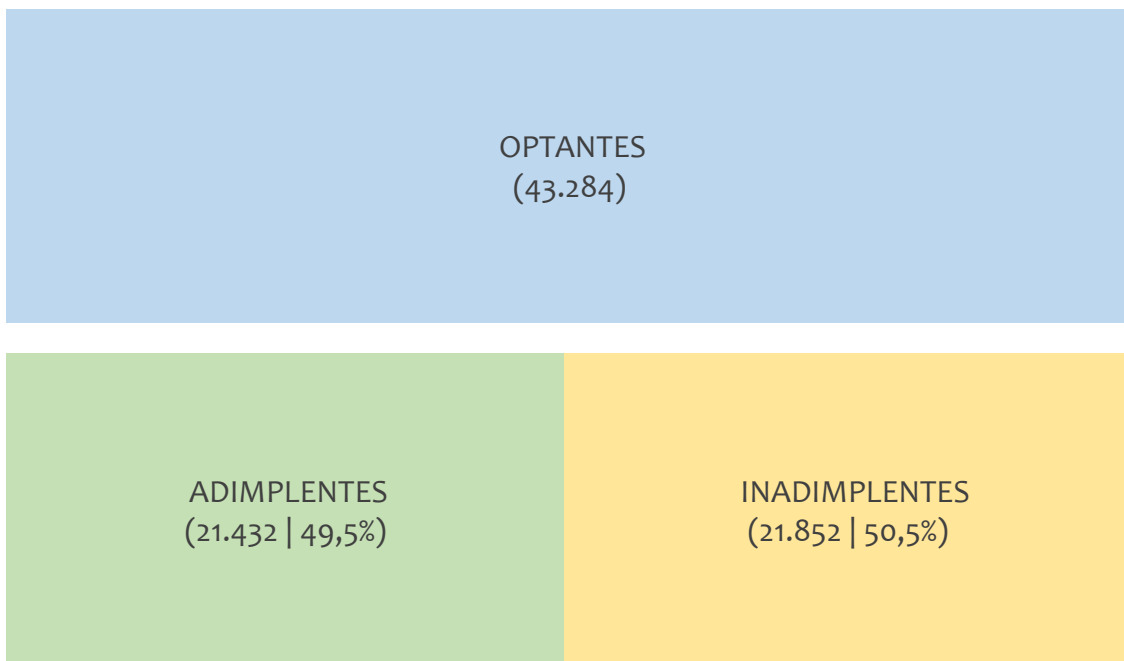 OPTANTES
(43.284)
ADIMPLENTES
(21.432 | 49,5%)
INADIMPLENTES
(21.852 | 50,5%)